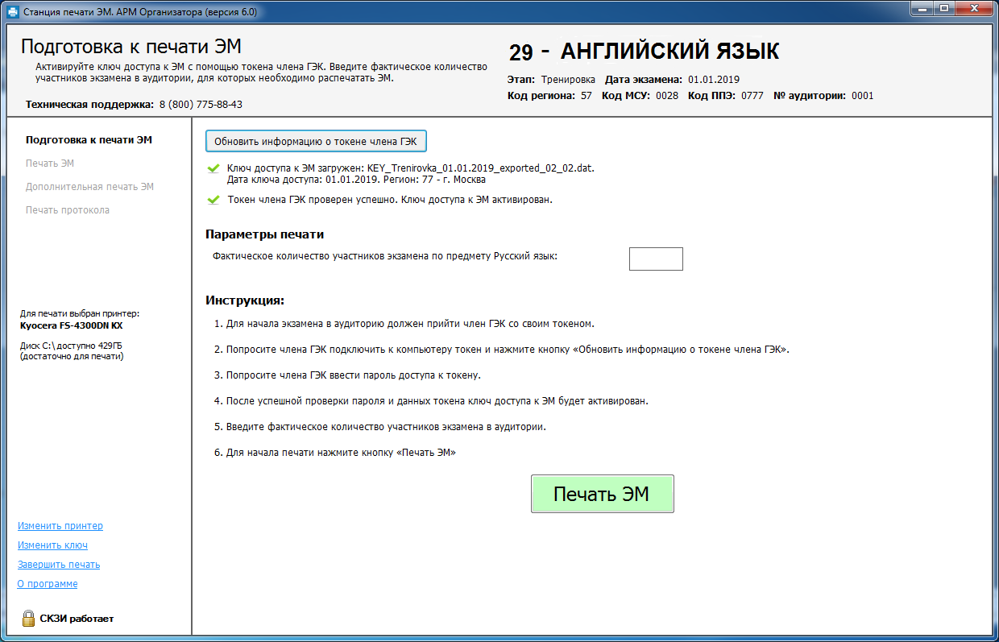 Станция печати ЭМ. АРМ Организатора (версия 6.0)
Подготовка к печати ЭМ
Активируйте ключ доступа к ЭМ с помощью токена члена ГЭК. Введите фактическое количество
участников экзамена в аудитории, для которых необходимо распечатать ЭМ.
Техническая поддержка: 8 (800) 775-88-43
29 - АНГЛИЙСКИЙ ЯЗЫК
Этап: Тренировка Дата экзамена: 01.01.2019
Код региона: 57 Код МСУ: 0028 Код ППЭ: 0777 № аудитории: 0001
Подготовка к печати ЭМ
Печать ЭМ
Дополнительная печать ЭМ
Печать протокола
Для печати выбран принтер:
Kyocera FS-4300DN KX
Диск C:\ доступно 429ГБ
(достаточно для печати)
Изменить принтер
Изменить ключ
Завершить печать
О программе
СКЗИ работает
Обновить информацию о токене члена ГЭК
Ключ доступа к ЭМ загружен: KEY_Trenirovka_01.01.2019_exported_02_02.dat.
Дата ключа доступа: 01.01.2019. Регион: 77 - г. Москва
Токен члена ГЭК проверен успешно. Ключ доступа к ЭМ активирован.
Параметры печати
Фактическое количество участников экзамена по предмету Русский язык:
Инструкция:
1. Для начала экзамена в аудиторию должен прийти член ГЭК со своим токеном.
2. Попросите члена ГЭК подключить к компьютеру токен и нажмите кнопку «Обновить информацию о токене члена ГЭК».
3. Попросите члена ГЭК ввести пароль доступа к токену.
4. После успешной проверки пароля и данных токена ключ доступа к ЭМ будет активирован.
5. Введите фактическое количество участников экзамена в аудитории.
6. Для начала печати нажмите кнопку «Печать ЭМ»
Печать ЭМ